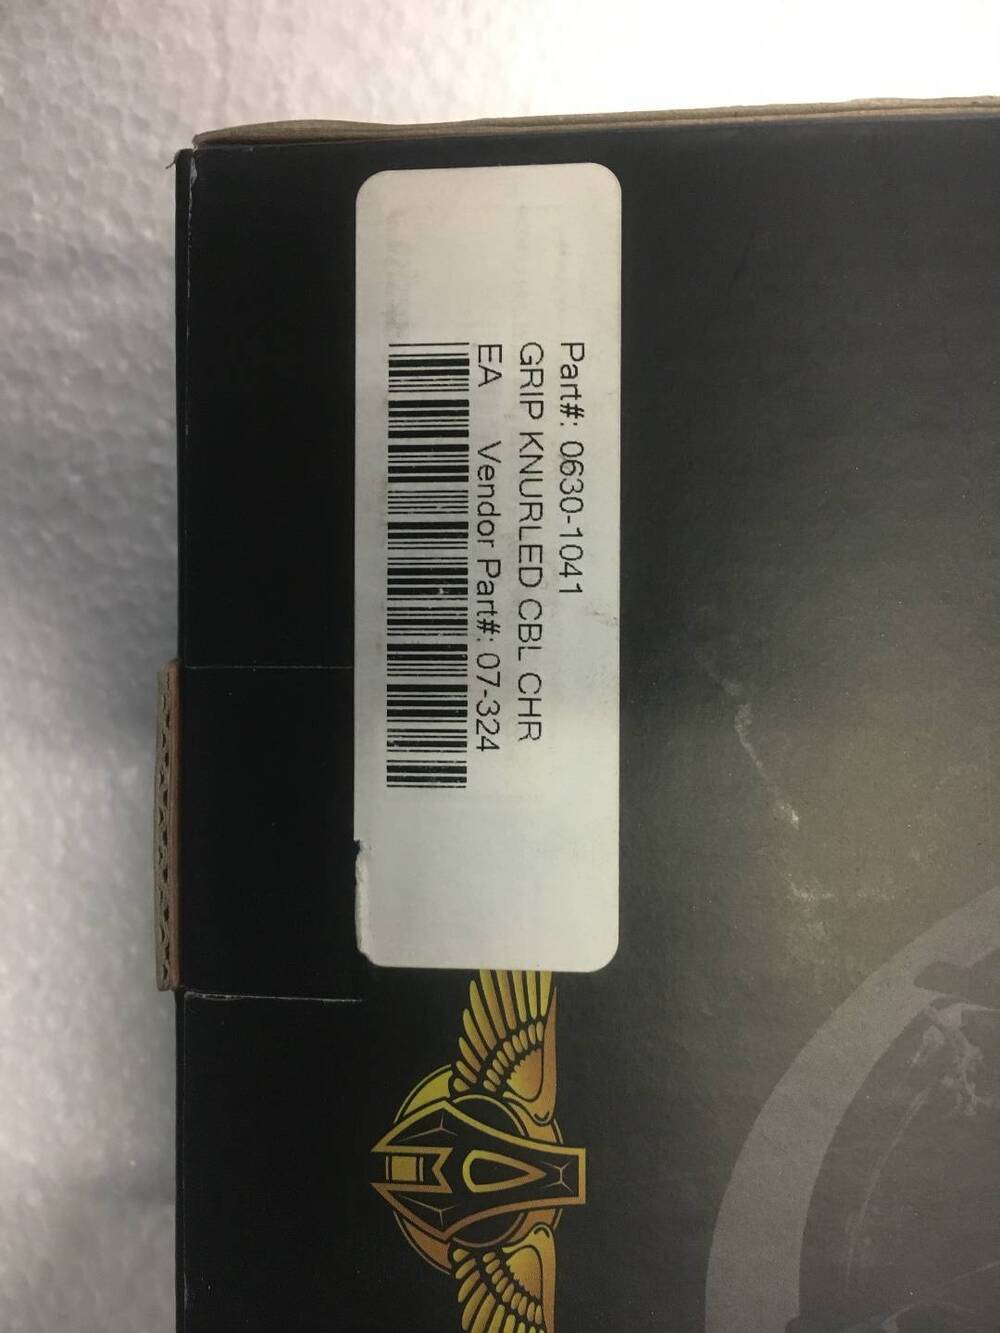 Part#: 0630-1041
GRIP KNURLED CBL CHR
EA Vendor Part#: 07-324